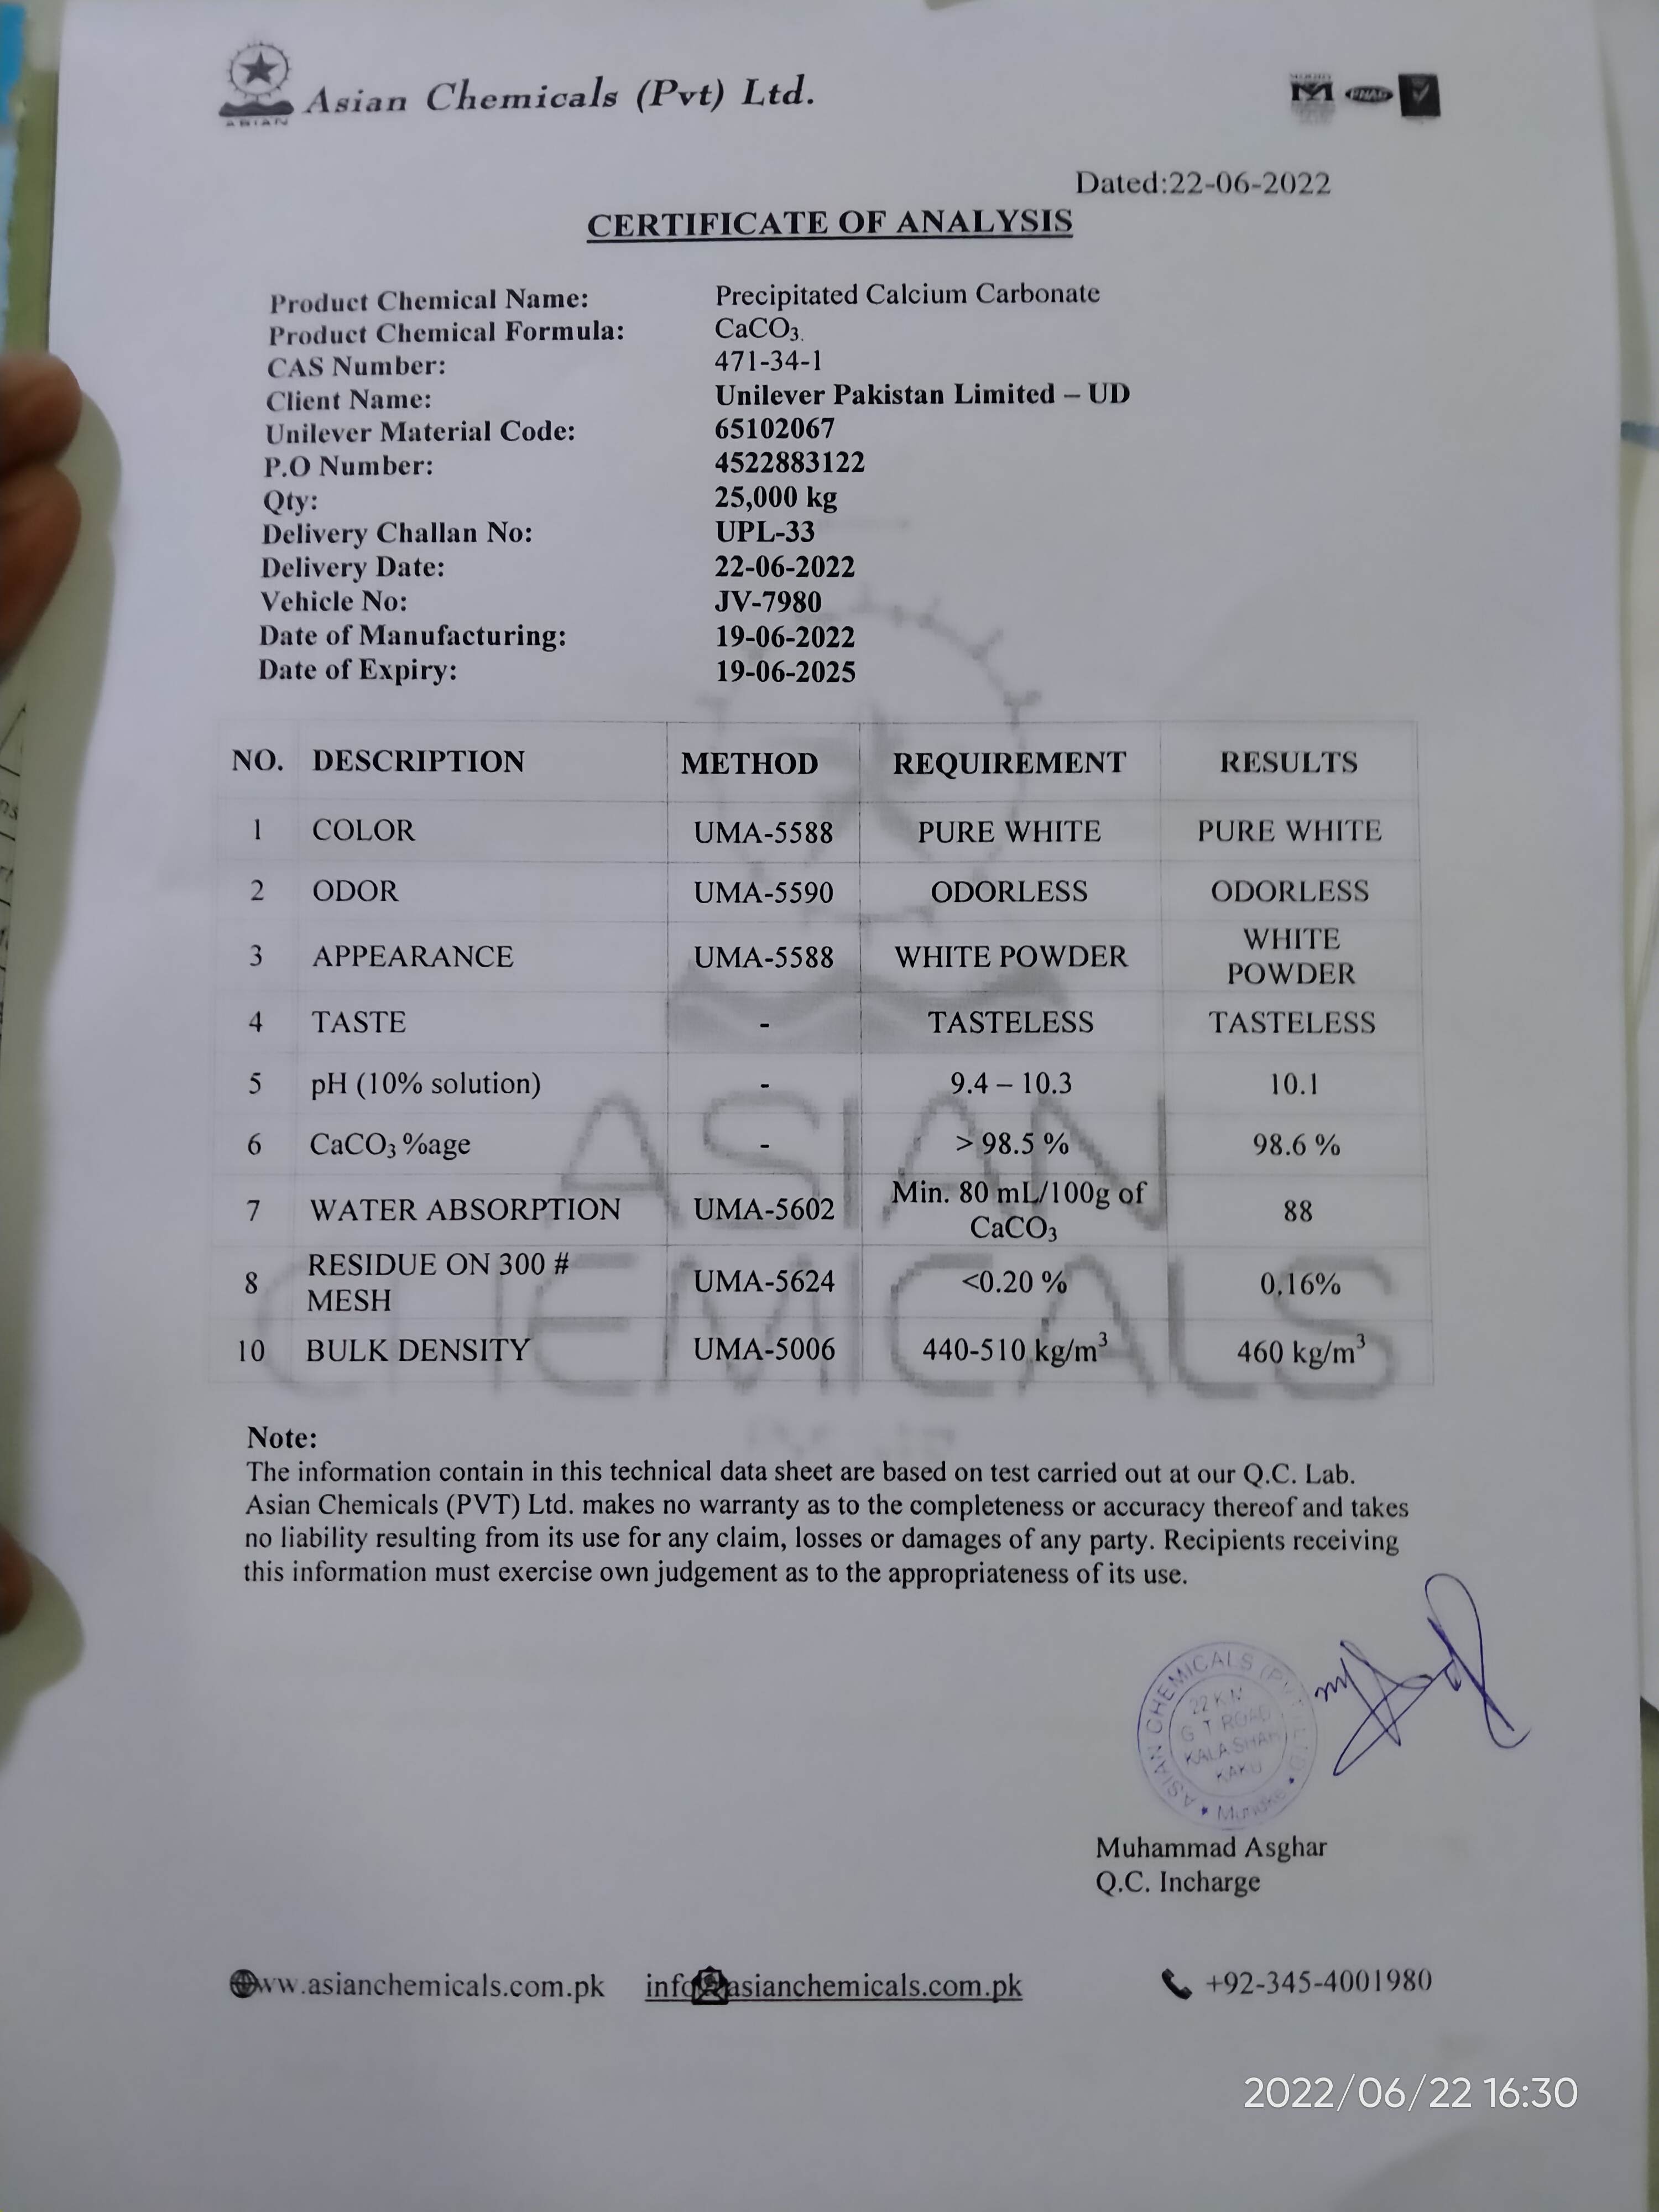 ASIAN
Asian Chemicals (Pvt) Ltd.
PNAC
Dated:22-06-2022
CERTIFICATE OF ANALYSIS
Product Chemical Name: Precipitated Calcium Carbonate
Product Chemical Formula: CaCO3.
CAS Number: 471-34-1
Client Name: Unilever Pakistan Limited – UD
Unilever Material Code: 65102067
P.O Number: 4522883122
Qty: 25,000 kg
Delivery Challan No: UPL-33
Delivery Date: 22-06-2022
Vehicle No: JV-7980
Date of Manufacturing: 19-06-2022
Date of Expiry: 19-06-2025
NO. DESCRIPTION METHOD REQUIREMENT RESULTS
1 COLOR UMA-5588 PURE WHITE PURE WHITE
2 ODOR UMA-5590 ODORLESS ODORLESS
3 APPEARANCE UMA-5588 WHITE POWDER WHITE POWDER
4 TASTE - TASTELESS TASTELESS
5 pH (10% solution) - 9.4 – 10.3 10.1
6 CaCO3 %age - > 98.5 % 98.6 %
7 WATER ABSORPTION UMA-5602 Min. 80 mL/100g of CaCO3 88
8 RESIDUE ON 300 # MESH UMA-5624 <0.20 % 0.16%
10 BULK DENSITY UMA-5006 440-510 kg/m³ 460 kg/m³
ASIAN
CHEMICALS
Note:
The information contain in this technical data sheet are based on test carried out at our Q.C. Lab.
Asian Chemicals (PVT) Ltd. makes no warranty as to the completeness or accuracy thereof and takes
no liability resulting from its use for any claim, losses or damages of any party. Recipients receiving
this information must exercise own judgement as to the appropriateness of its use.
ASIAN CHEMICALS (PVT) LTD
22 K.M
G T ROAD
KALA SHAH
KAKU
Muridke
Muhammad Asghar
Q.C. Incharge
www.asianchemicals.com.pk info@asianchemicals.com.pk +92-345-4001980
2022/06/22 16:30